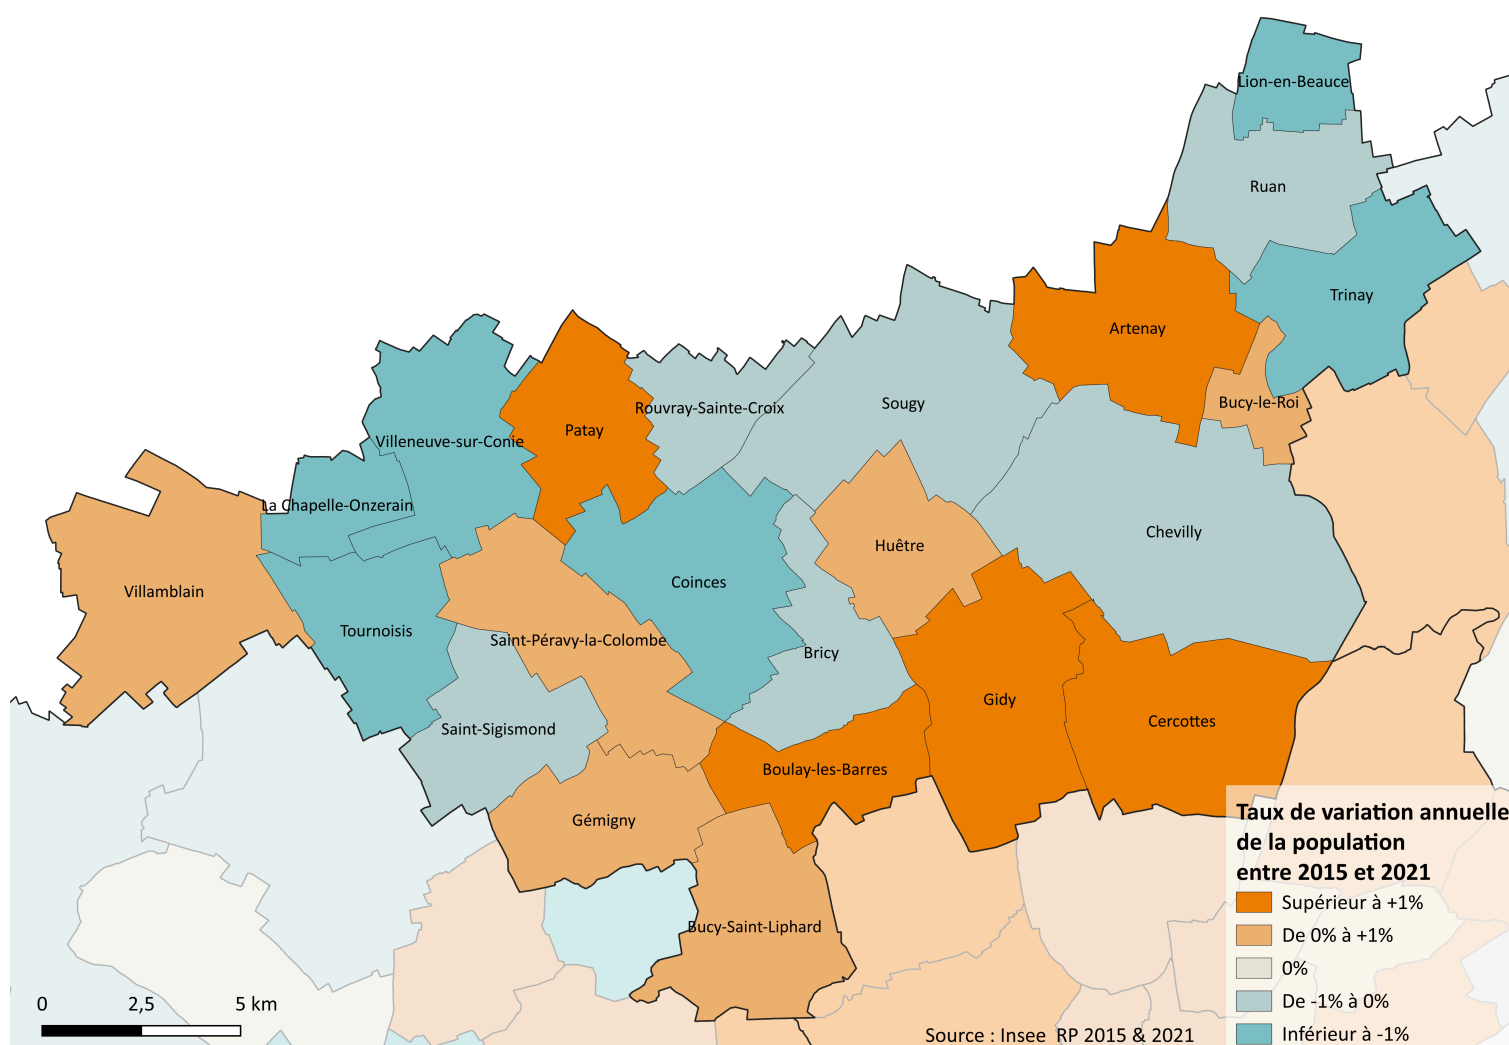 Lion-en-Beauce
Ruan
Trinay
Artenay
Bucy-le-Roi
Sougy
Rouvray-Sainte-Croix
Patay
Villeneuve-sur-Conie
La Chapelle-Onzerain
Chevilly
Huêtre
Coinces
Villamblain
Tournoisis
Saint-Péravy-la-Colombe
Bricy
Gidy
Cercottes
Saint-Sigismond
Boulay-les-Barres
Gémigny
Bucy-Saint-Liphard
Taux de variation annuelle
de la population
entre 2015 et 2021
Supérieur à +1%
De 0% à +1%
0%
De -1% à 0%
Inférieur à -1%
0 2,5 5 km
Source : Insee RP 2015 & 2021